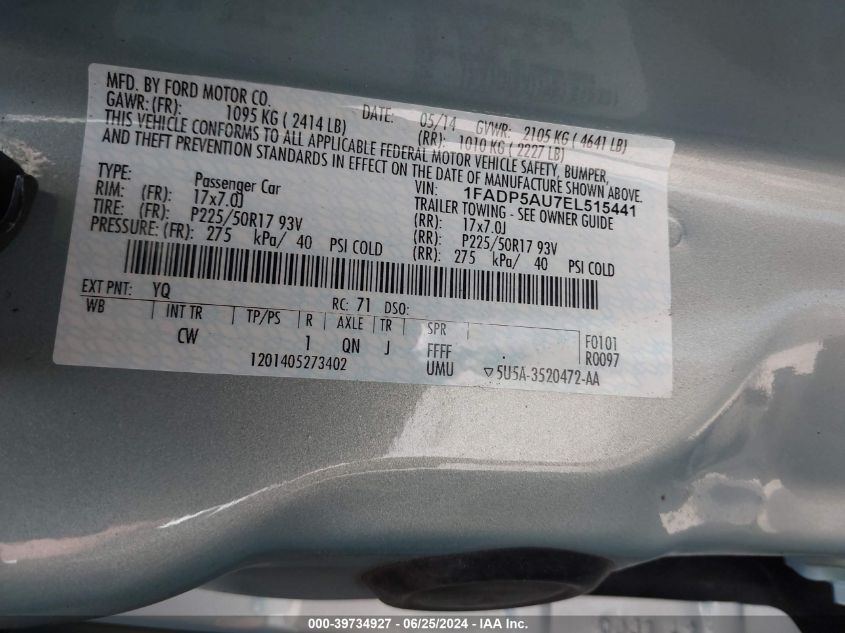 MFD. BY FORD MOTOR CO.
DATE: 05/14 GVWR: 2105 KG ( 4641 LB)
GAWR: (FR): 1095 KG ( 2414 LB) (RR): 1010 KG ( 2227 LB)
THIS VEHICLE CONFORMS TO ALL APPLICABLE FEDERAL MOTOR VEHICLE SAFETY, BUMPER,
AND THEFT PREVENTION STANDARDS IN EFFECT ON THE DATE OF MANUFACTURE SHOWN ABOVE.
VIN: 1FADP5AU7EL515441
TYPE: Passenger Car TRAILER TOWING - SEE OWNER GUIDE
RIM: (FR): 17x7.0J (RR): 17x7.0J
TIRE: (FR): P225/50R17 93V (RR): P225/50R17 93V
PRESSURE: (FR): 275 kPa/ 40 PSI COLD (RR): 275 kPa/ 40 PSI COLD
EXT PNT: YQ RC: 71 DSO:
WB INT TR TP/PS R AXLE TR SPR
CW 1 QN J FFFF F0101
UMU R0097
1201405273402 ▽5U5A-3520472-AA
000-39734927 - 06/25/2024 - IAA Inc.